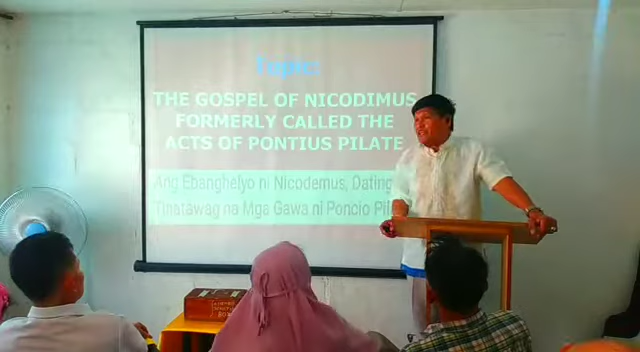 Topic:
THE GOSPEL OF NICODIMUS
FORMERLY CALLED THE
ACTS OF PONTIUS PILATE
Ang Ebanghelyo ni Nicodemus, Dating
Tinatawag na Mga Gawa ni Poncio